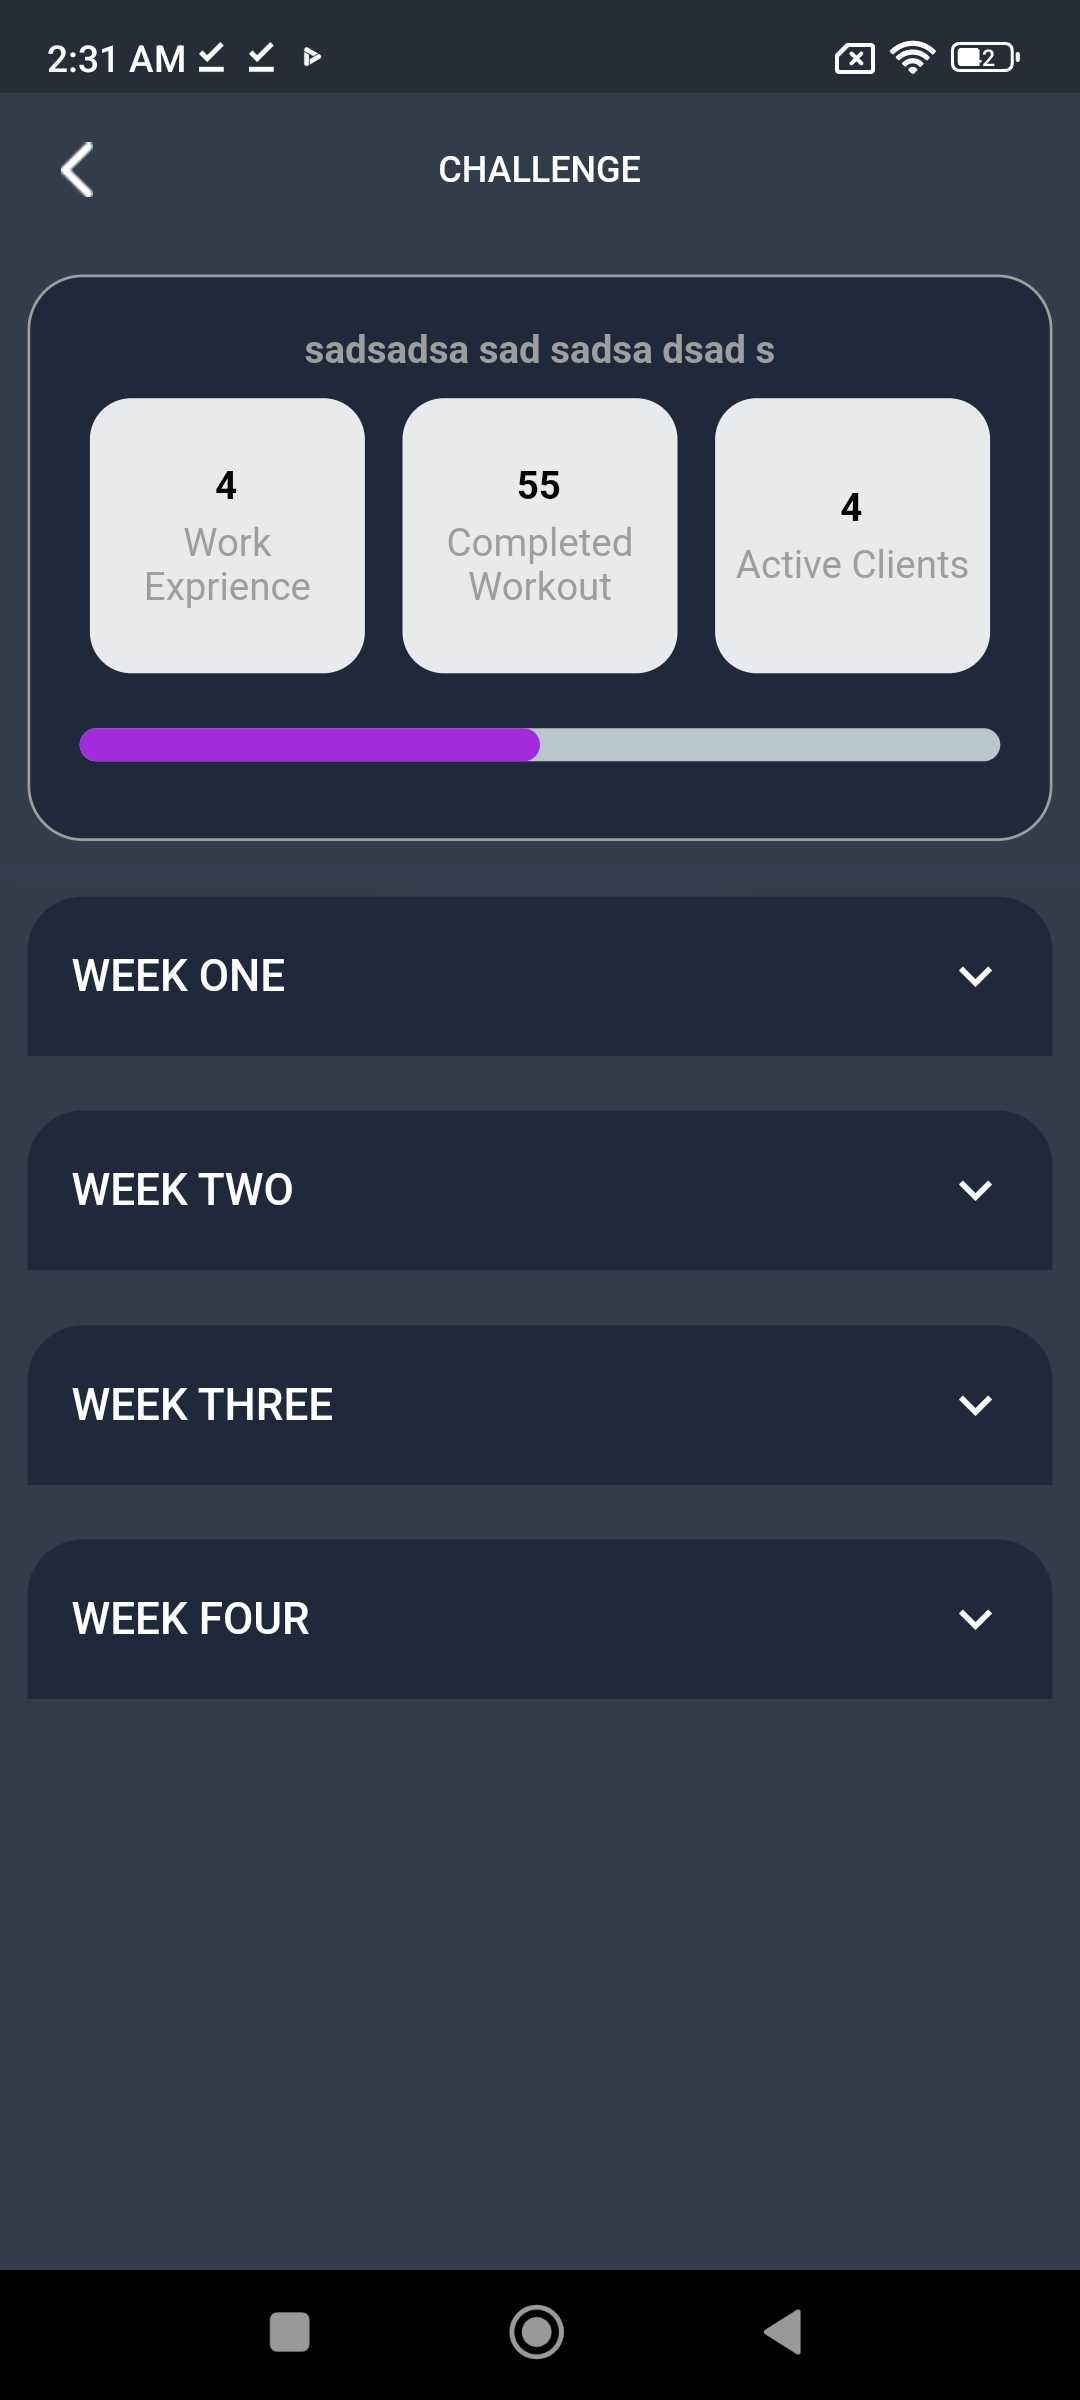 2:31 AM
CHALLENGE
sadsadsa sad sadsa dsad s
4
Work
Exprience
55
Completed
Workout
4
Active Clients
WEEK ONE
WEEK TWO
WEEK THREE
WEEK FOUR